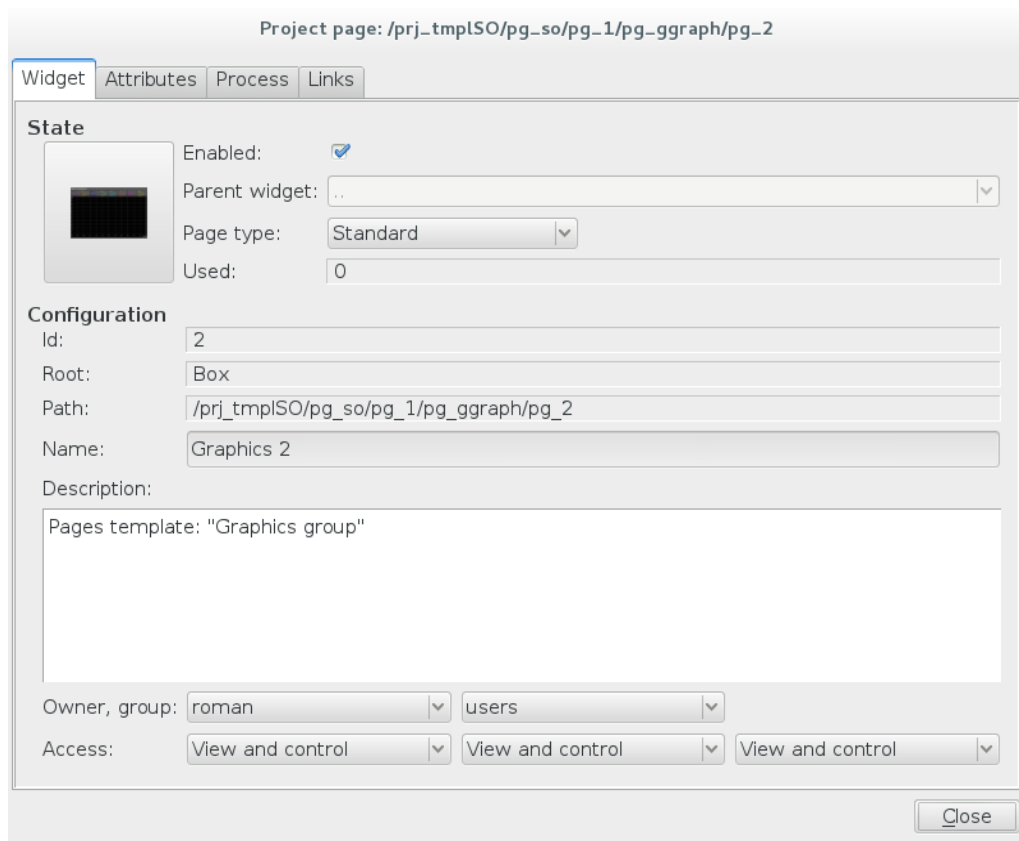 Project page: /prj_tmplSO/pg_so/pg_1/pg_ggraph/pg_2
Widget Attributes Process Links
State
Enabled:
Parent widget: ..
Page type: Standard
Used: 0
Configuration
Id: 2
Root: Box
Path: /prj_tmplSO/pg_so/pg_1/pg_ggraph/pg_2
Name: Graphics 2
Description:
Pages template: "Graphics group"
Owner, group: roman users
Access: View and control View and control View and control
Close